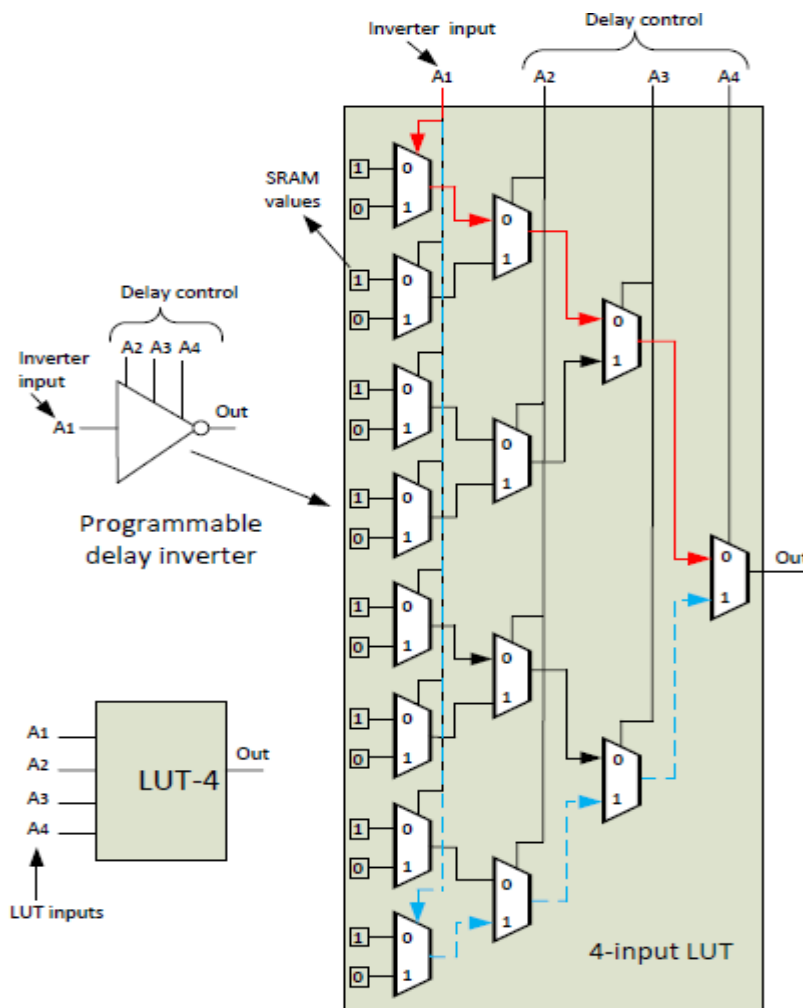 Inverter input
Delay control
A1 A2 A3 A4
SRAM
values
1 0
0 1
0
1
1 0
0 1
0
1
1 0
0 1
0
1
1 0
0 1
0
1
1 0
0 1
0
1
1 0
0 1
0
1
1 0
0 1
0
1
1 0
0 1
0
1
Out
4-input LUT
Delay control
A2 A3 A4
Inverter
input
A1
Out
Programmable
delay inverter
A1
A2
A3
A4
LUT-4
Out
LUT inputs